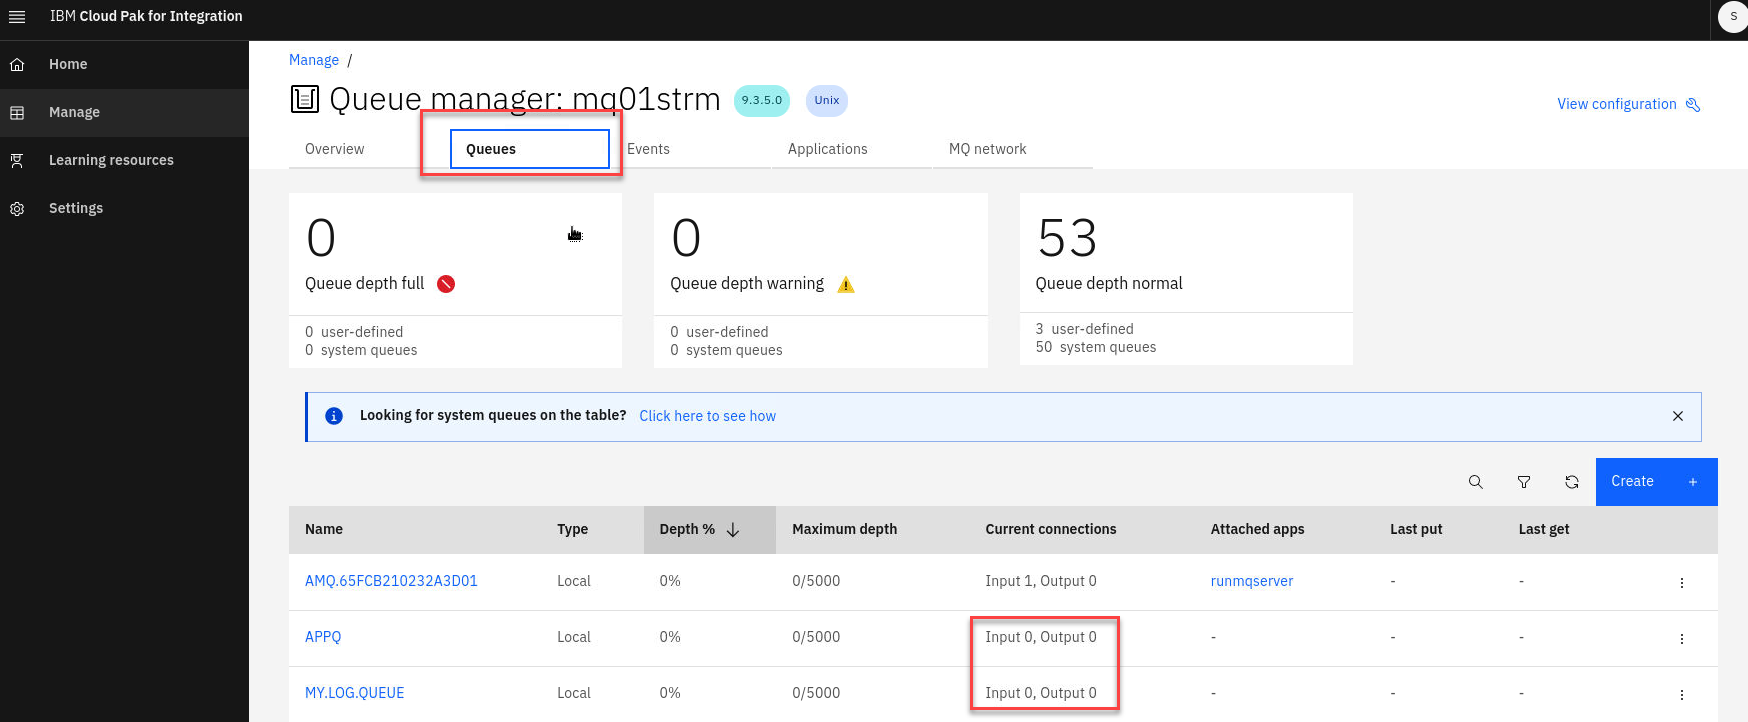 IBM Cloud Pak for Integration
S
Home
Manage
Learning resources
Settings
Manage /
Queue manager: mq01strm 9.3.5.0 Unix
View configuration
Overview Queues Events Applications MQ network
0
Queue depth full
0 user-defined
0 system queues
0
Queue depth warning
0 user-defined
0 system queues
53
Queue depth normal
3 user-defined
50 system queues
Looking for system queues on the table? Click here to see how
Create +
Name Type Depth % Maximum depth Current connections Attached apps Last put Last get
AMQ.65FCB210232A3D01 Local 0% 0/5000 Input 1, Output 0 runmqserver - -
APPQ Local 0% 0/5000 Input 0, Output 0 - - -
MY.LOG.QUEUE Local 0% 0/5000 Input 0, Output 0 - - -